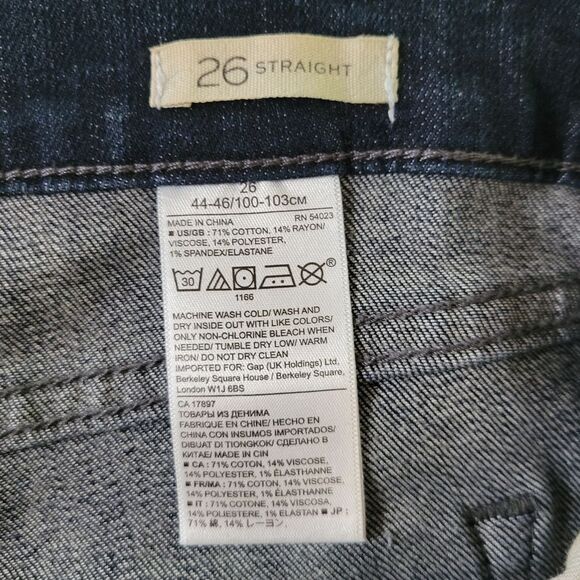 26 STRAIGHT
26
44-46/100-103CM
MADE IN CHINA RN 54023
■ US/GB : 71% COTTON, 14% RAYON/
VISCOSE, 14% POLYESTER,
1% SPANDEX/ELASTANE
30
®
1166
MACHINE WASH COLD/ WASH AND
DRY INSIDE OUT WITH LIKE COLORS/
ONLY NON-CHLORINE BLEACH WHEN
NEEDED/ TUMBLE DRY LOW/ WARM
IRON/ DO NOT DRY CLEAN
IMPORTED FOR: Gap (UK Holdings) Ltd.
Berkeley Square House / Berkeley Square,
London W1J 6BS
CA 17897
ТОВАРЫ ИЗ ДЕНИМА
FABRIQUE EN CHINE/ HECHO EN
CHINA CON INSUMOS IMPORTADOS/
DIBUAT DI TIONGKOK/ СДЕЛАНО В
КИТАЕ/ MADE IN CIN
■ CA : 71% COTON, 14% VISCOSE,
14% POLYESTER, 1% ÉLASTHANNE
■ FR/MA : 71% COTON, 14% VISCOSE,
14% POLYESTER, 1% ÉLASTHANNE
■ IT : 71% COTONE, 14% VISCOSA,
14% POLIESTERE, 1% ELASTAN ■ JP :
71% 綿, 14% レーヨン,